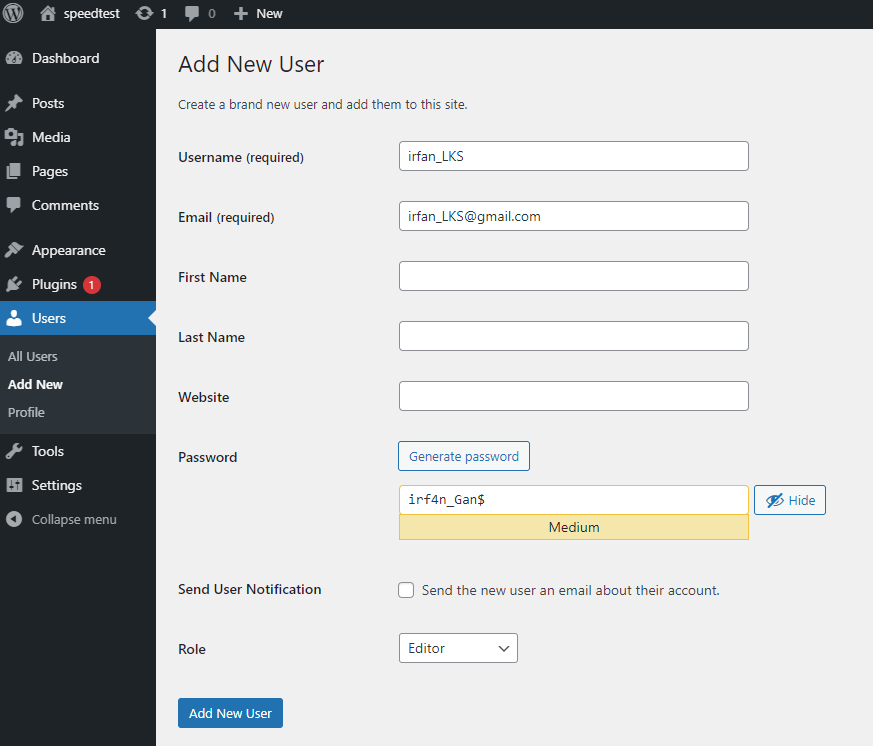 speedtest 1 0 New
Dashboard
Posts
Media
Pages
Comments
Appearance
Plugins 1
Users
All Users
Add New
Profile
Tools
Settings
Collapse menu
Add New User
Create a brand new user and add them to this site.
Username (required) irfan_LKS
Email (required) irfan_LKS@gmail.com
First Name
Last Name
Website
Password Generate password
irf4n_Gan$ Hide
Medium
Send User Notification Send the new user an email about their account.
Role Editor
Add New User